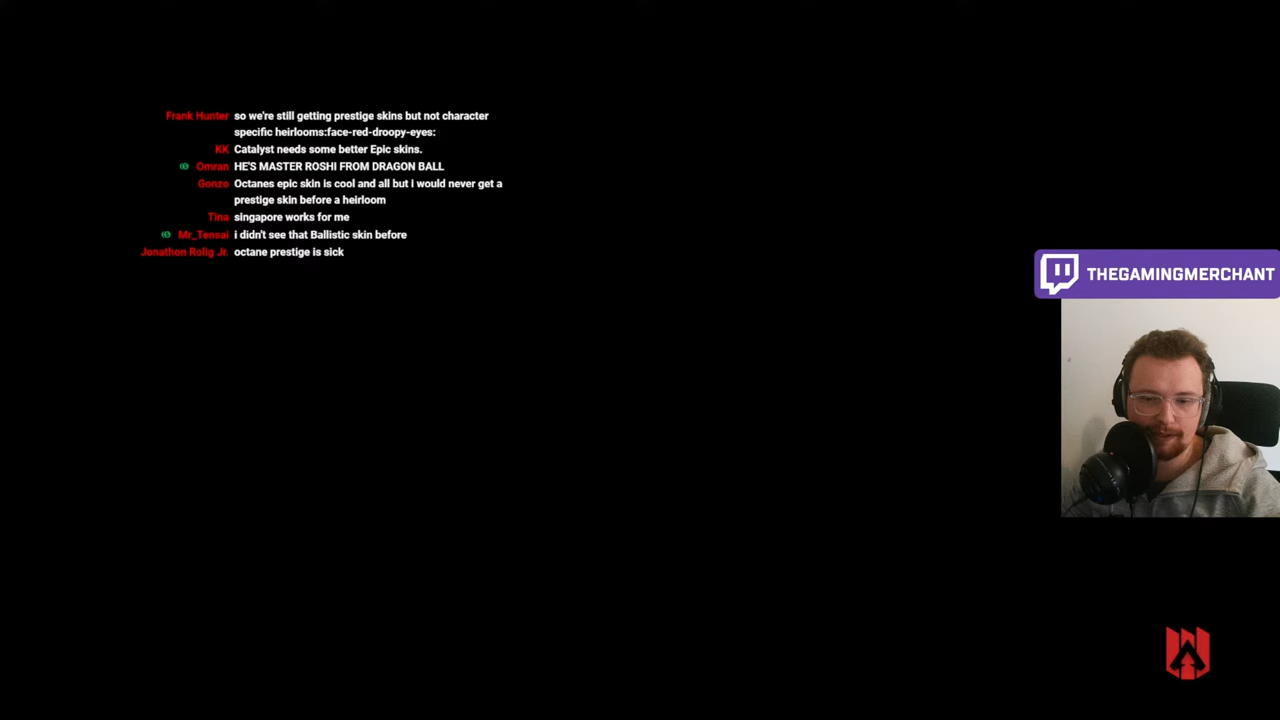 Frank Hunter so we're still getting prestige skins but not character
specific heirlooms:face-red-droopy-eyes:
KK Catalyst needs some better Epic skins.
Omran HE'S MASTER ROSHI FROM DRAGON BALL
Gonzo Octanes epic skin is cool and all but i would never get a
prestige skin before a heirloom
Tina singapore works for me
Mr_Tensai i didn't see that Ballistic skin before
Jonathon Rolig Jr. octane prestige is sick
THEGAMINGMERCHANT